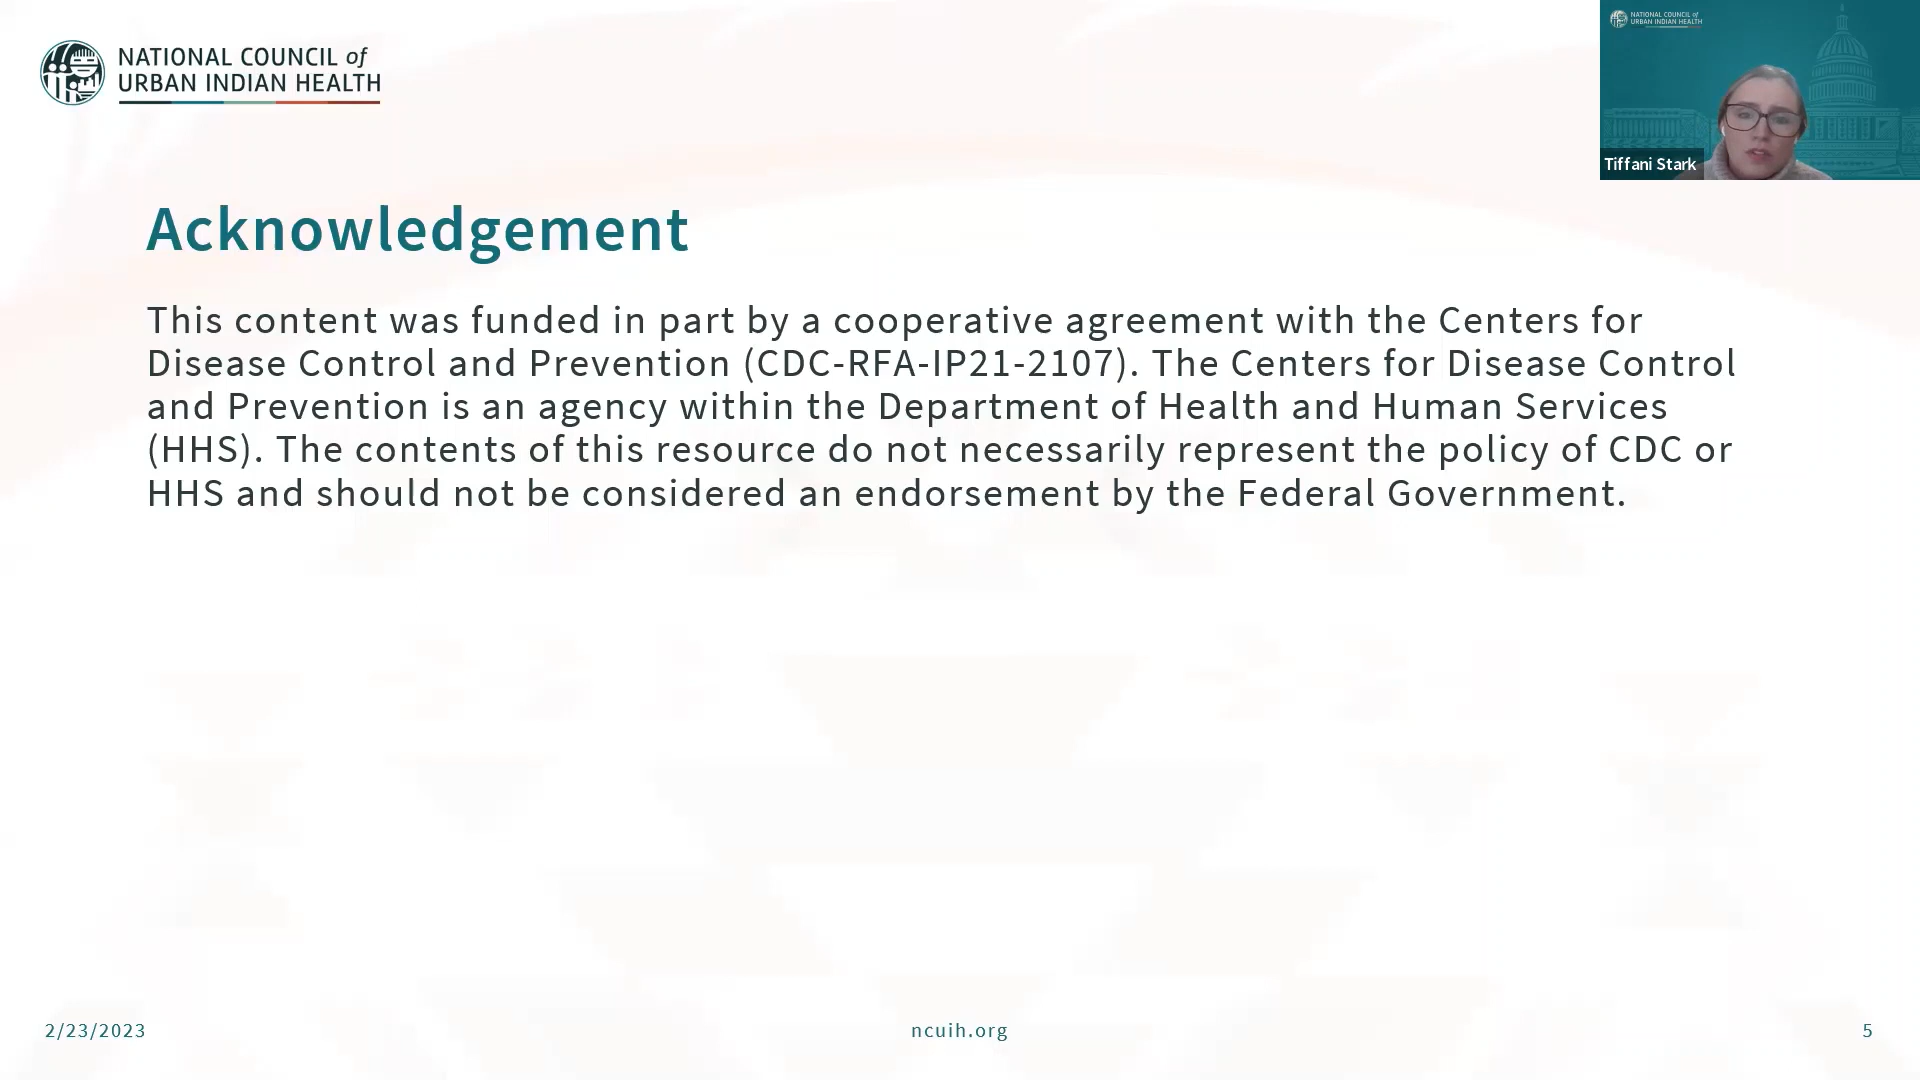 NATIONAL COUNCIL of
URBAN INDIAN HEALTH
NATIONAL COUNCIL of
URBAN INDIAN HEALTH
Tiffani Stark
Acknowledgement
This content was funded in part by a cooperative agreement with the Centers for
Disease Control and Prevention (CDC-RFA-IP21-2107). The Centers for Disease Control
and Prevention is an agency within the Department of Health and Human Services
(HHS). The contents of this resource do not necessarily represent the policy of CDC or
HHS and should not be considered an endorsement by the Federal Government.
2/23/2023
ncuih.org
5